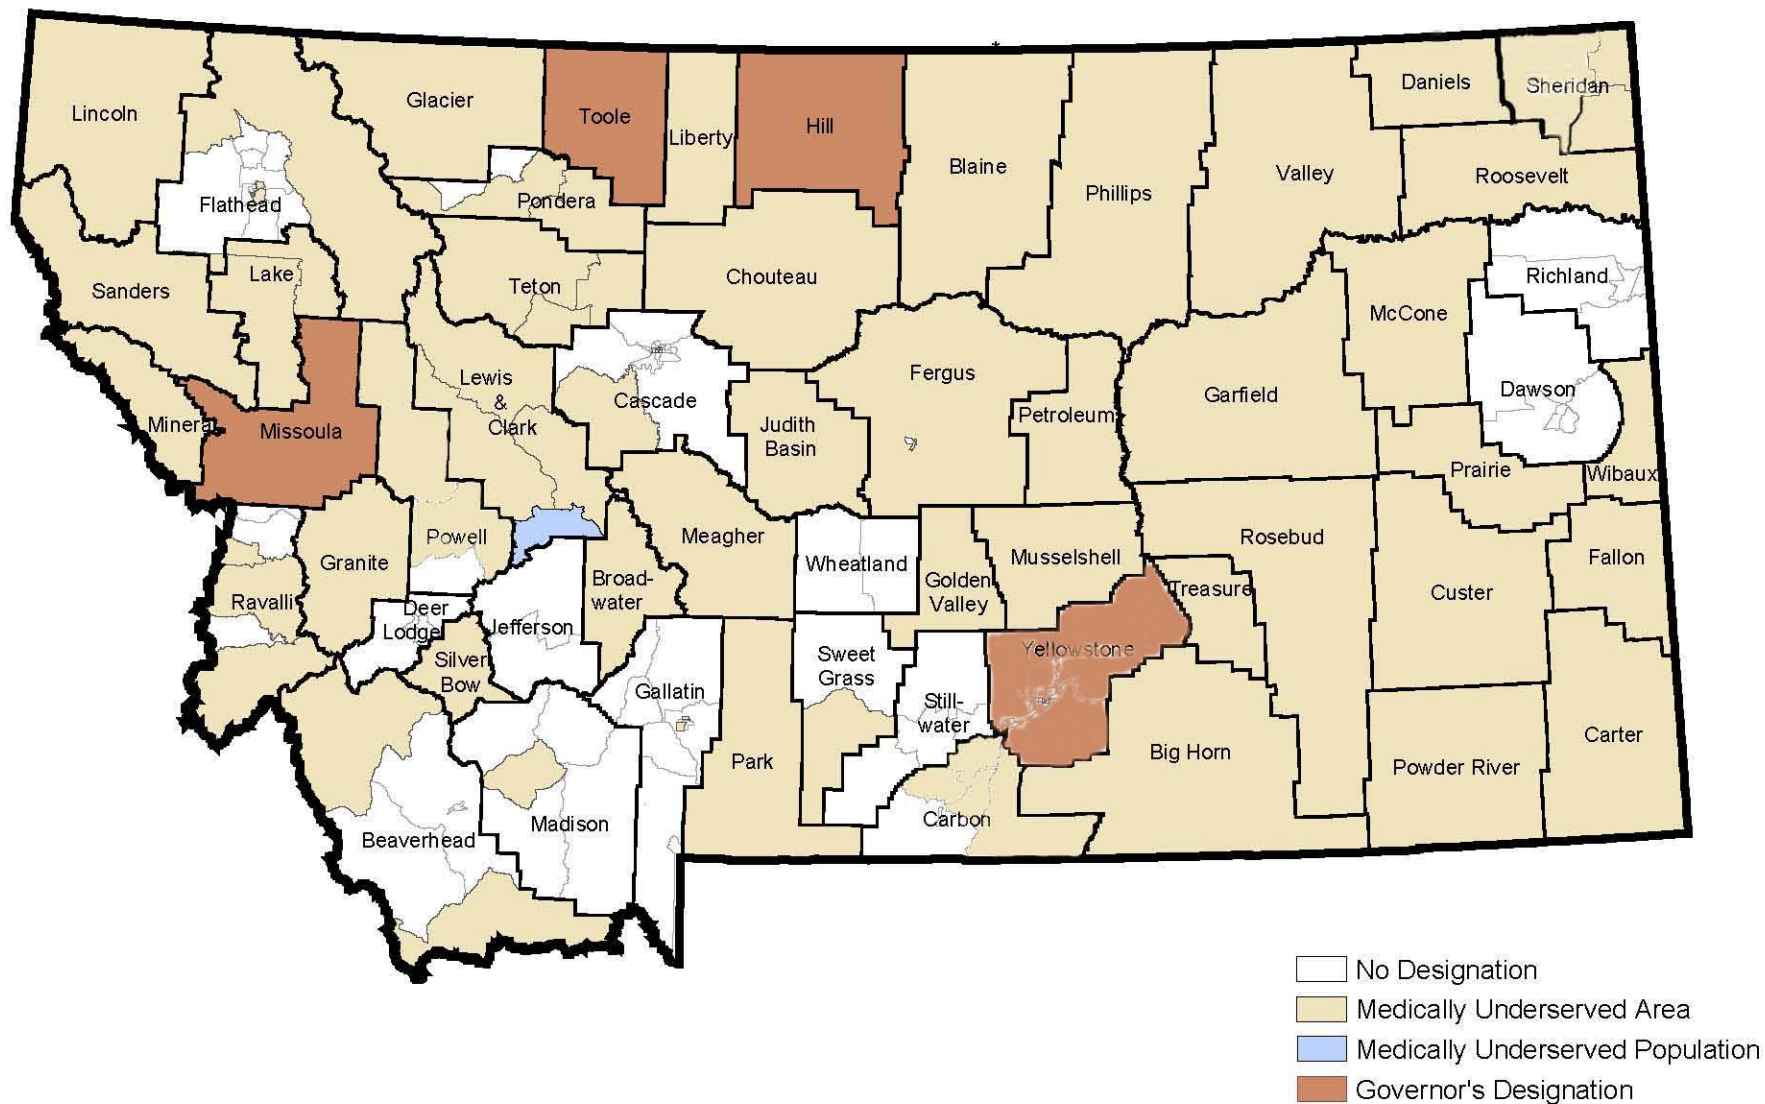 Lincoln
Glacier
Toole
Liberty
Hill
Blaine
Phillips
Valley
Daniels
Sheridan
Roosevelt
Flathead
Pondera
Sanders
Lake
Teton
Chouteau
McCone
Richland
Mineral
Missoula
Lewis
&
Clark
Cascade
Judith
Basin
Fergus
Petroleum
Garfield
Dawson
Prairie
Wibaux
Ravalli
Granite
Powell
Deer
Lodge
Silver
Bow
Jefferson
Broad-
water
Meagher
Wheatland
Golden
Valley
Musselshell
Treasure
Rosebud
Custer
Fallon
Beaverhead
Madison
Gallatin
Park
Sweet
Grass
Still-
water
Yellowstone
Carbon
Big Horn
Powder River
Carter
No Designation
Medically Underserved Area
Medically Underserved Population
Governor's Designation